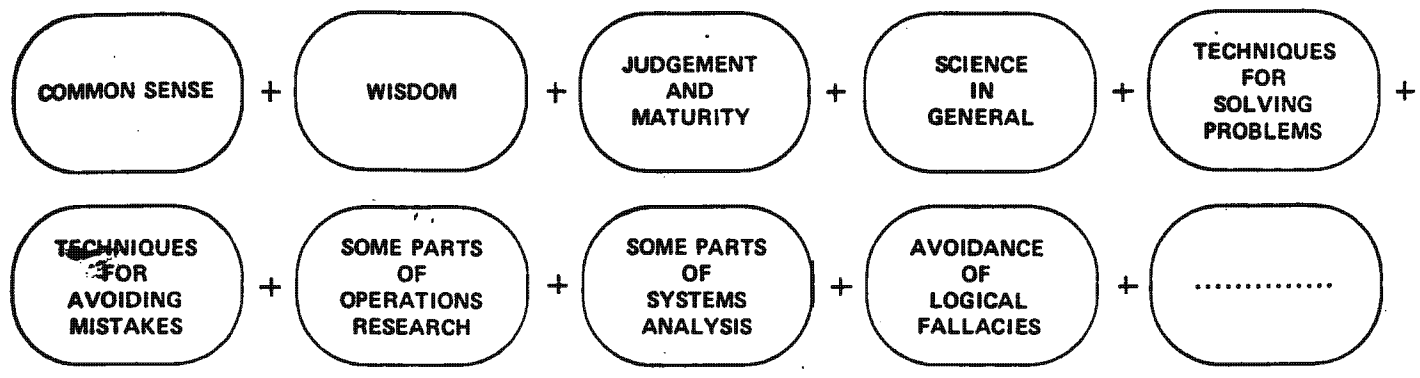 COMMON SENSE + WISDOM + JUDGEMENT AND MATURITY + SCIENCE IN GENERAL + TECHNIQUES FOR SOLVING PROBLEMS +
TECHNIQUES FOR AVOIDING MISTAKES + SOME PARTS OF OPERATIONS RESEARCH + SOME PARTS OF SYSTEMS ANALYSIS + AVOIDANCE OF LOGICAL FALLACIES + ..............